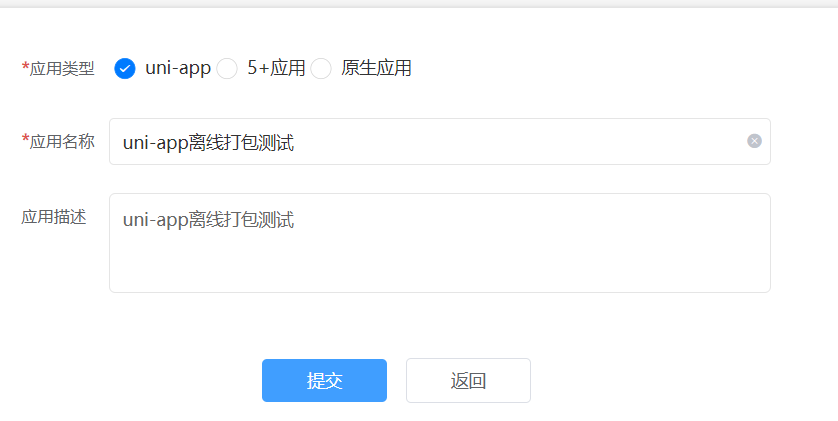 *应用类型 uni-app 5+应用 原生应用
*应用名称 uni-app离线打包测试
应用描述 uni-app离线打包测试
提交 返回